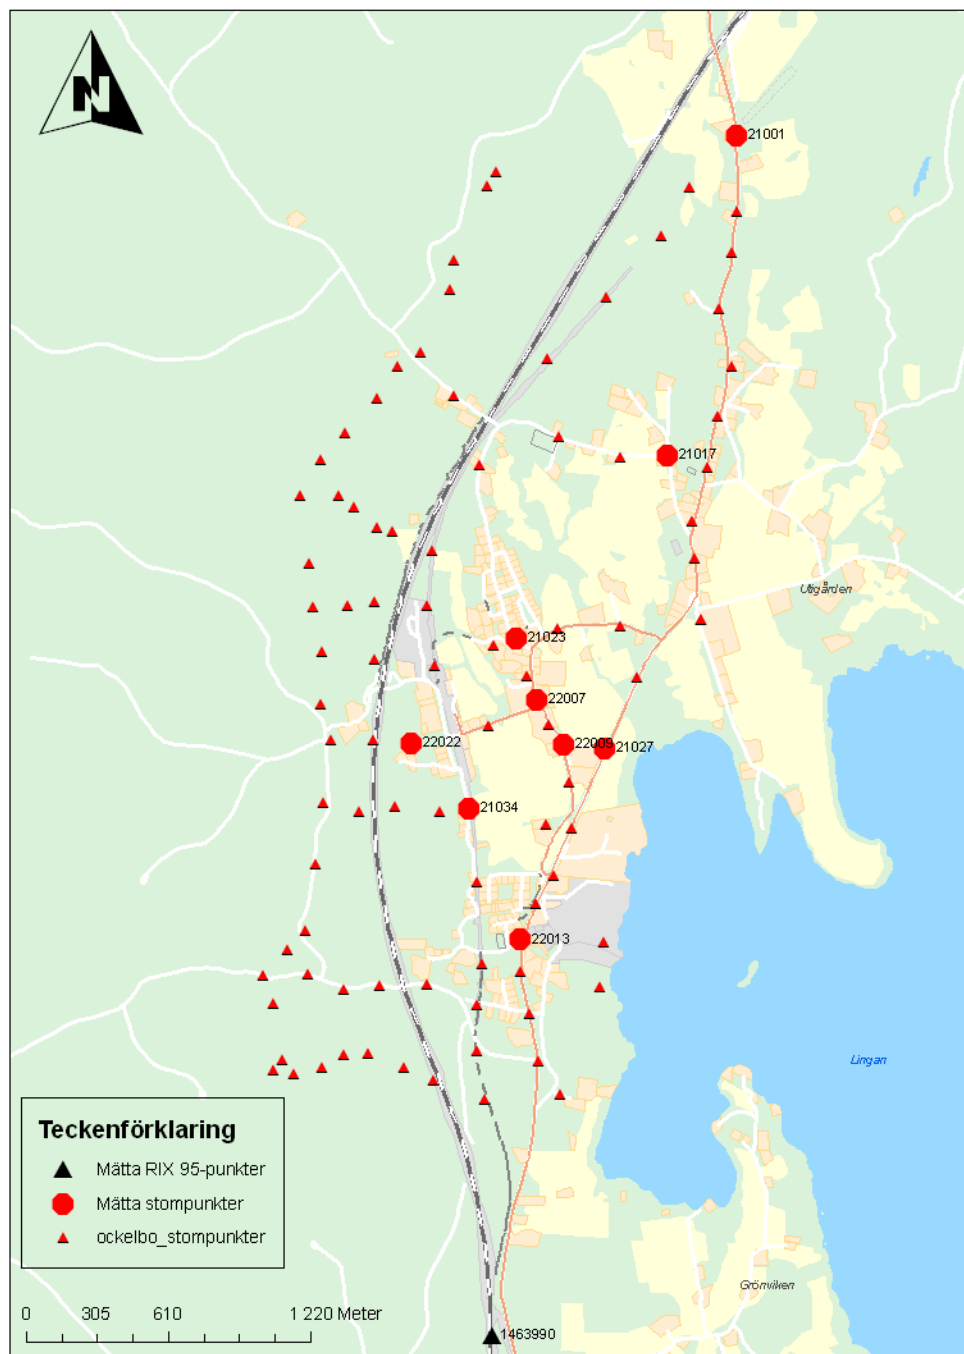 N
21001
21017
Utigården
21023
22007
22009
21027
22022
21034
22013
Lingan
Teckenförklaring
Mätta RIX 95-punkter
Mätta stompunkter
ockelbo_stompunkter
Grönviken
0 305 610 1 220 Meter
1463990